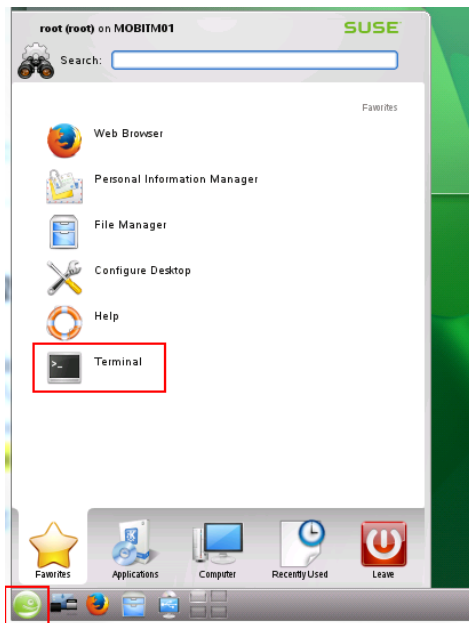 root (root) on MOBITM01
SUSE
Search:
Favorites
Web Browser
Personal Information Manager
File Manager
Configure Desktop
Help
Terminal
>_
Favorites
Applications
Computer
Recently Used
Leave